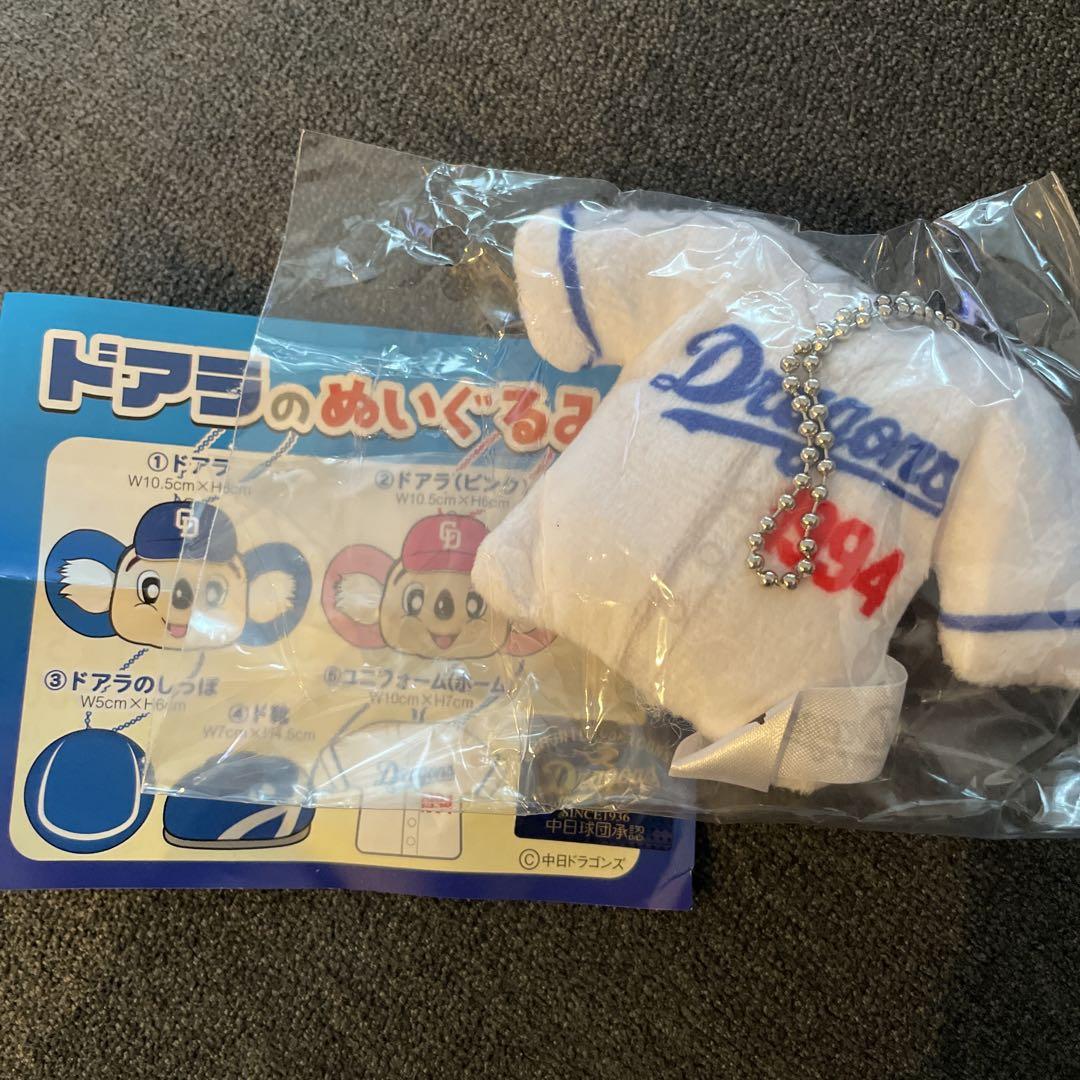 ドアラのぬいぐるみ
①ドアラ
W10.5cm×H6cm
②ドアラ(ピンク)
W10.5cm×H6cm
③ドアラのしっぽ
W5cm×H6cm
④ド靴
W7cm×H4.5cm
⑤ユニフォーム(ホーム
W10cm×H7cm
Dragons
Dragons
SINCE1936
中日球団承認
©中日ドラゴンズ
Dragons
1994